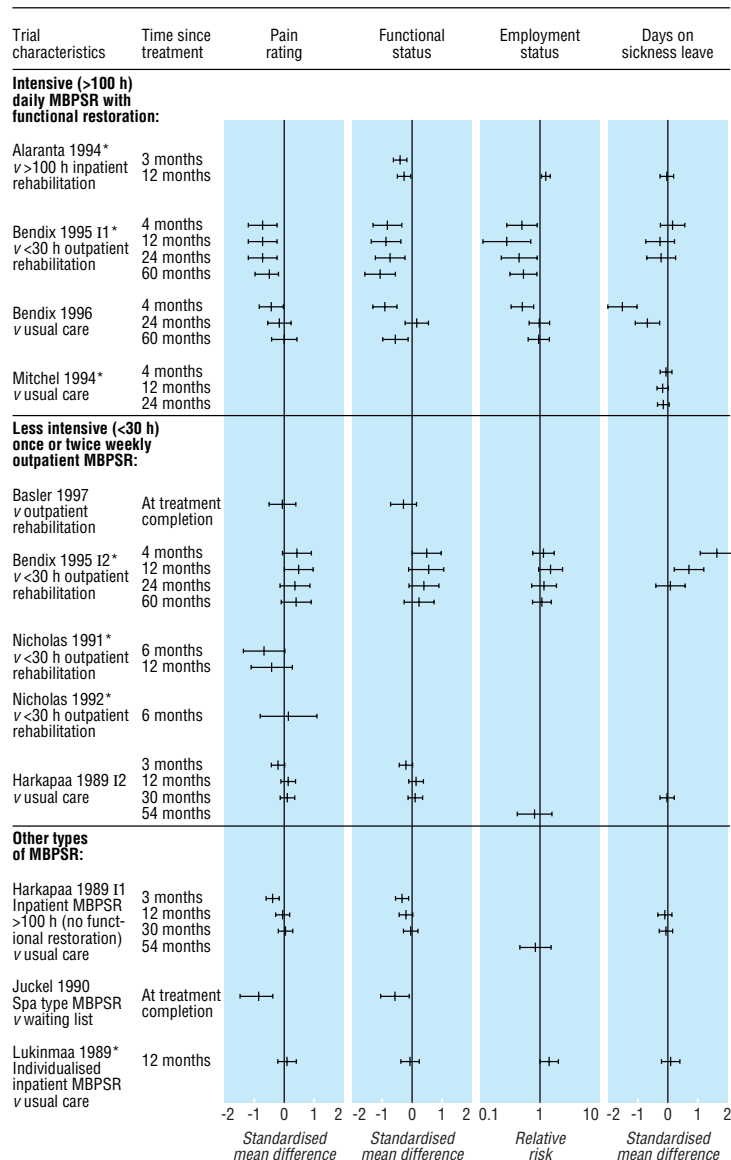 Trial characteristics
Time since treatment
Pain rating
Functional status
Employment status
Days on sickness leave
Intensive (>100 h)
daily MBPSR with
functional restoration:
Alaranta 1994*
v >100 h inpatient
rehabilitation
3 months
12 months
Bendix 1995 I1*
v <30 h outpatient
rehabilitation
4 months
12 months
24 months
60 months
Bendix 1996
v usual care
4 months
24 months
60 months
Mitchel 1994*
v usual care
4 months
12 months
24 months
Less intensive (<30 h)
once or twice weekly
outpatient MBPSR:
Basler 1997
v outpatient
rehabilitation
At treatment
completion
Bendix 1995 I2*
v <30 h outpatient
rehabilitation
4 months
12 months
24 months
60 months
Nicholas 1991*
v <30 h outpatient
rehabilitation
6 months
12 months
Nicholas 1992*
v <30 h outpatient
rehabilitation
6 months
Harkapaa 1989 I2
v usual care
3 months
12 months
30 months
54 months
Other types
of MBPSR:
Harkapaa 1989 I1
Inpatient MBPSR
>100 h (no funct-
ional restoration)
v usual care
3 months
12 months
30 months
54 months
Juckel 1990
Spa type MBPSR
v waiting list
At treatment
completion
Lukinmaa 1989*
Individualised
inpatient MBPSR
v usual care
12 months
-2 -1 0 1 2
-2 -1 0 1 2
0.1 1 10
-2 -1 0 1 2
Standardised
mean difference
Standardised
mean difference
Relative
risk
Standardised
mean difference